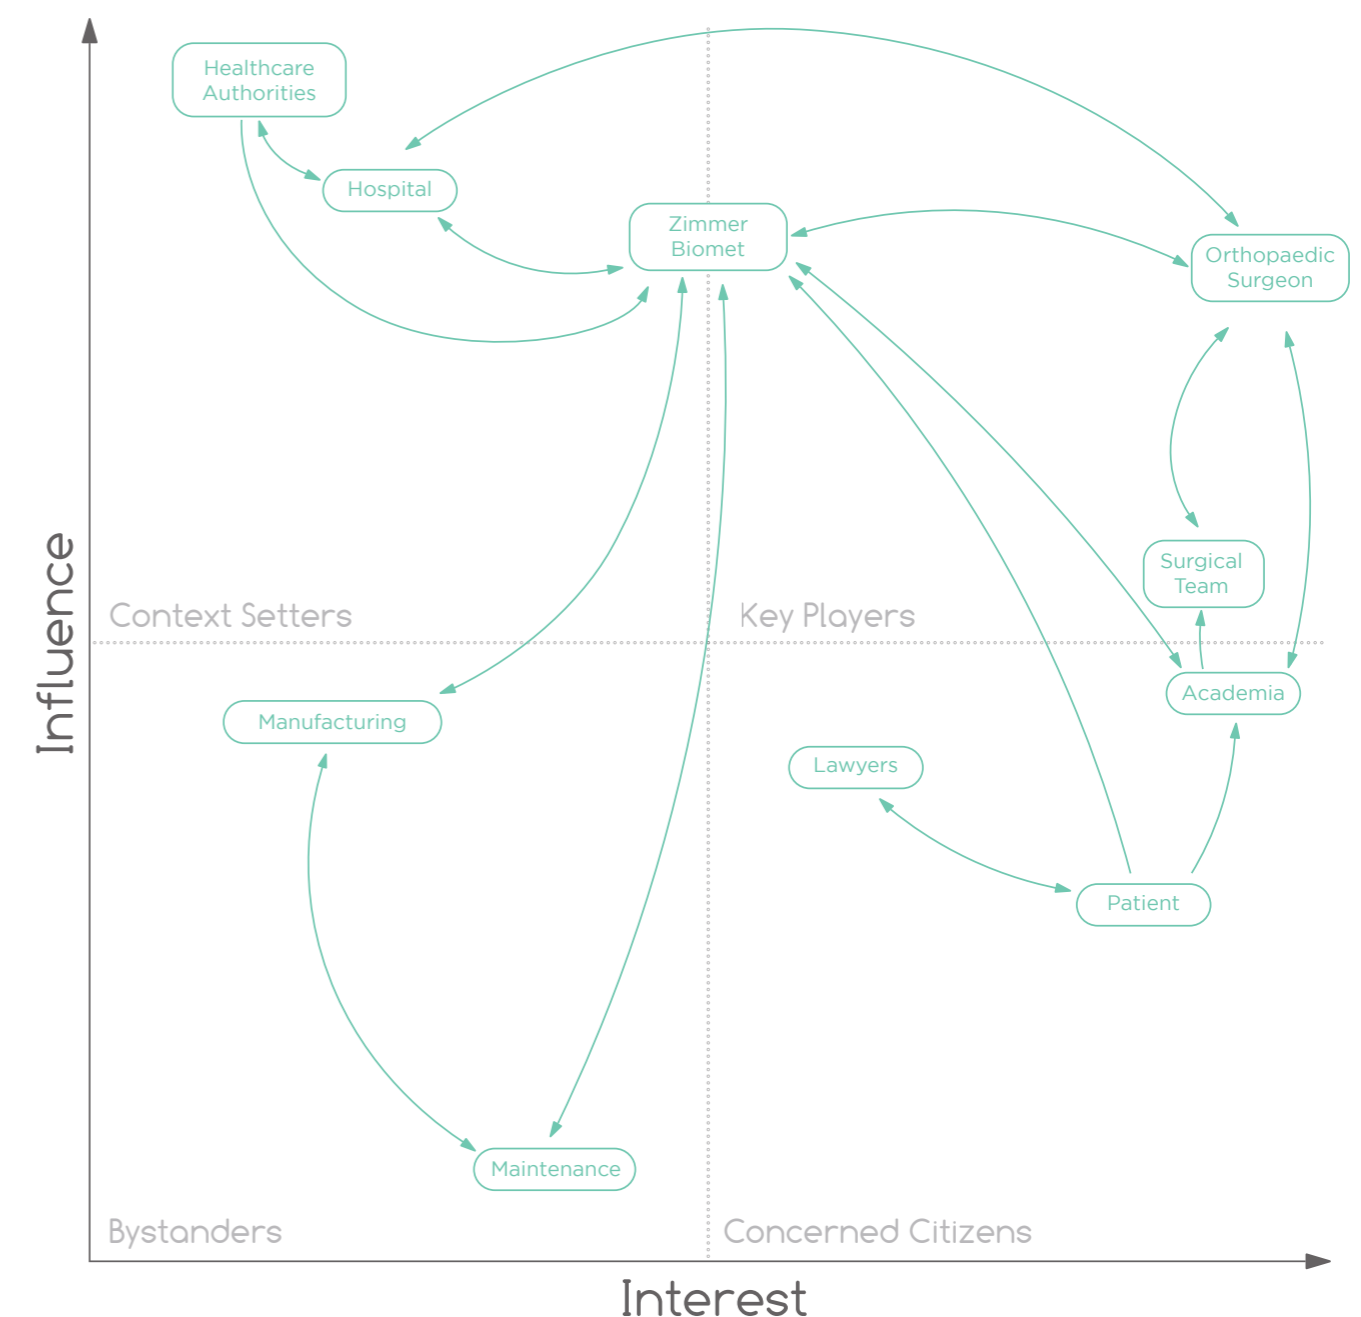 Healthcare
Authorities
Hospital
Zimmer
Biomet
Orthopaedic
Surgeon
Surgical
Team
Context Setters
Key Players
Influence
Academia
Manufacturing
Lawyers
Patient
Maintenance
Bystanders
Concerned Citizens
Interest